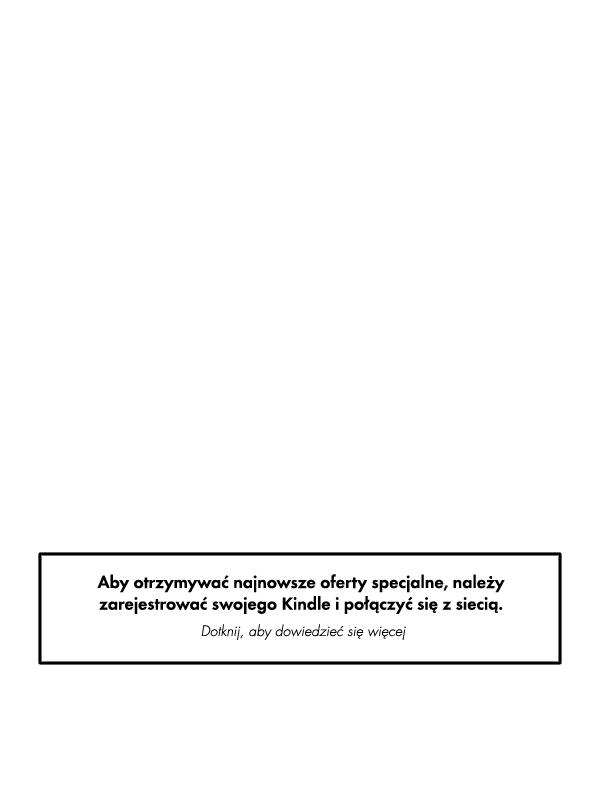 Aby otrzymywać najnowsze oferty specjalne, należy
zarejestrować swojego Kindle i połączyć się z siecią.
Dotknij, aby dowiedzieć się więcej